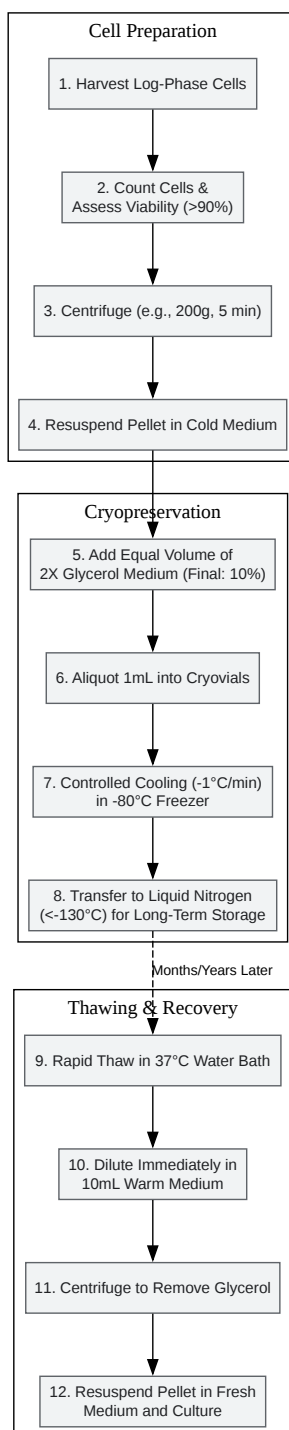 Cell Preparation
1. Harvest Log-Phase Cells
2. Count Cells &
Assess Viability (>90%)
3. Centrifuge (e.g., 200g, 5 min)
4. Resuspend Pellet in Cold Medium
Cryopreservation
5. Add Equal Volume of
2X Glycerol Medium (Final: 10%)
6. Aliquot 1mL into Cryovials
7. Controlled Cooling (-1°C/min)
in -80°C Freezer
8. Transfer to Liquid Nitrogen
(<-130°C) for Long-Term Storage
Months/Years Later
Thawing & Recovery
9. Rapid Thaw in 37°C Water Bath
10. Dilute Immediately in
10mL Warm Medium
11. Centrifuge to Remove Glycerol
12. Resuspend Pellet in Fresh
Medium and Culture